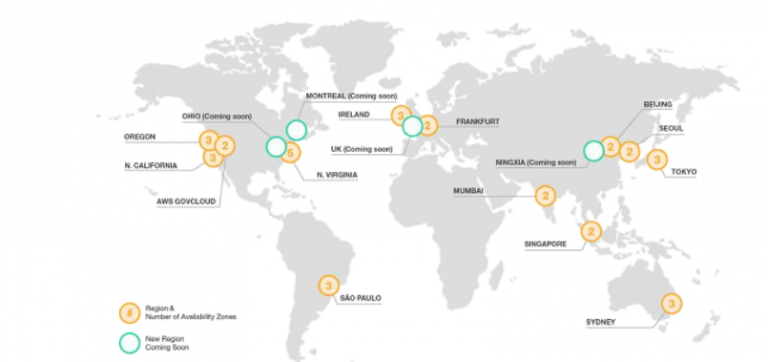 MONTREAL (Coming soon)
OHIO (Coming soon)
IRELAND
3
BEIJING
OREGON
3
2
2
FRANKFURT
SEOUL
UK (Coming soon)
2
2
N. CALIFORNIA
3
5
NINGXIA (Coming soon)
3
N. VIRGINIA
TOKYO
MUMBAI
2
AWS GOVCLOUD
2
SINGAPORE
3
SÃO PAULO
3
SYDNEY
#
Region &
Number of Availability Zones
New Region
Coming Soon